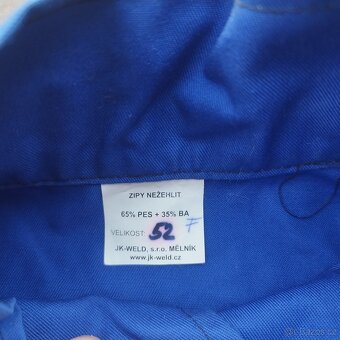 ZIPY NEŽEHLIT
65% PES + 35% BA
VELIKOST: 52 F
JK-WELD, s.r.o. MĚLNÍK
www.jk-weld.cz